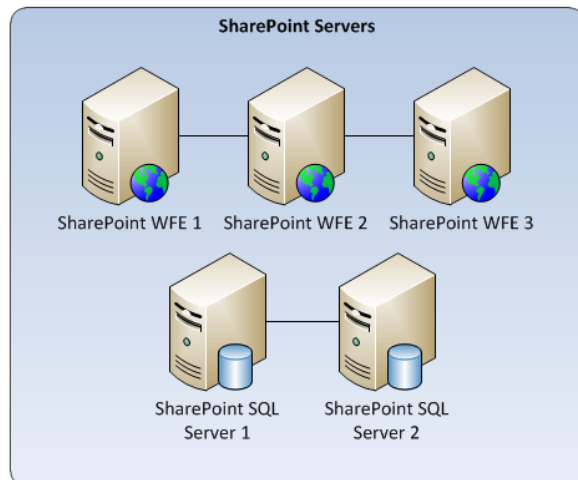 SharePoint Servers
SharePoint WFE 1
SharePoint WFE 2
SharePoint WFE 3
SharePoint SQL
Server 1
SharePoint SQL
Server 2